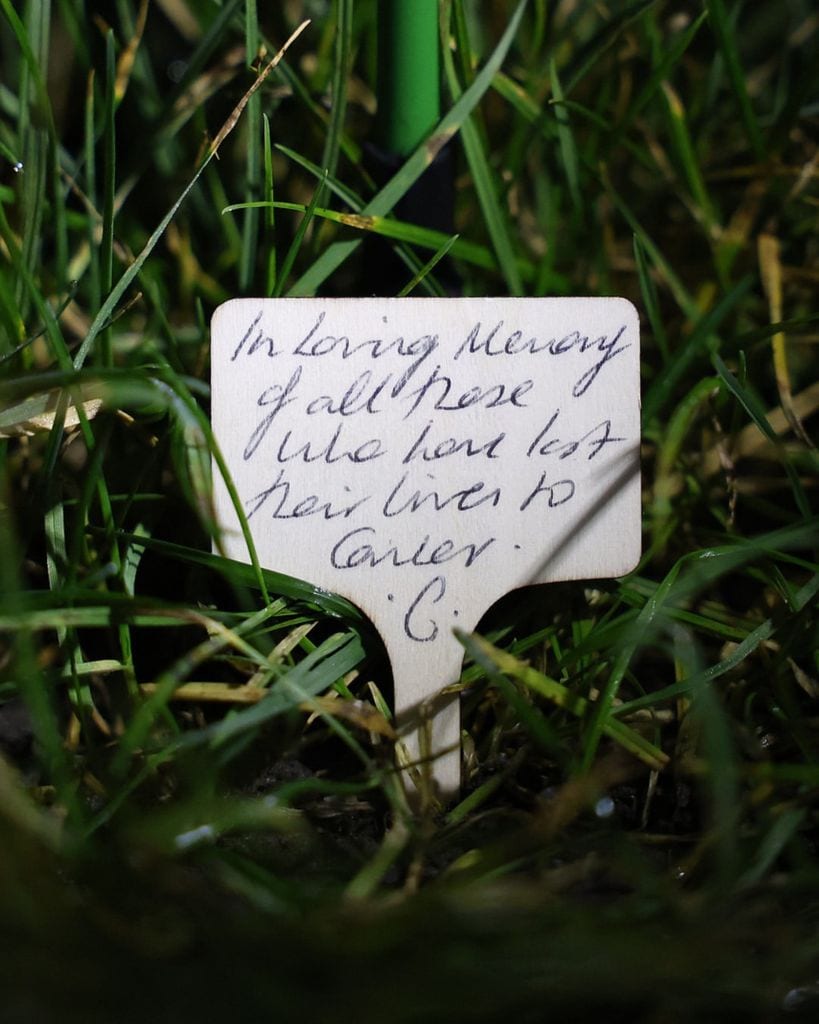 In Loving Memory
of all those
who have lost
their lives to
Cancer.
.C.